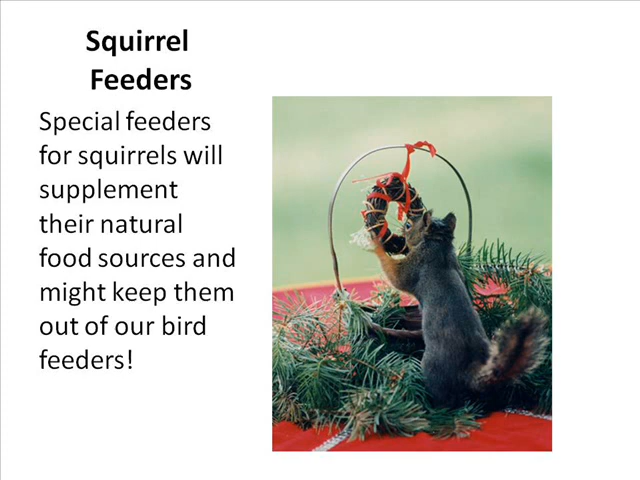 Squirrel
Feeders
Special feeders
for squirrels will
supplement
their natural
food sources and
might keep them
out of our bird
feeders!